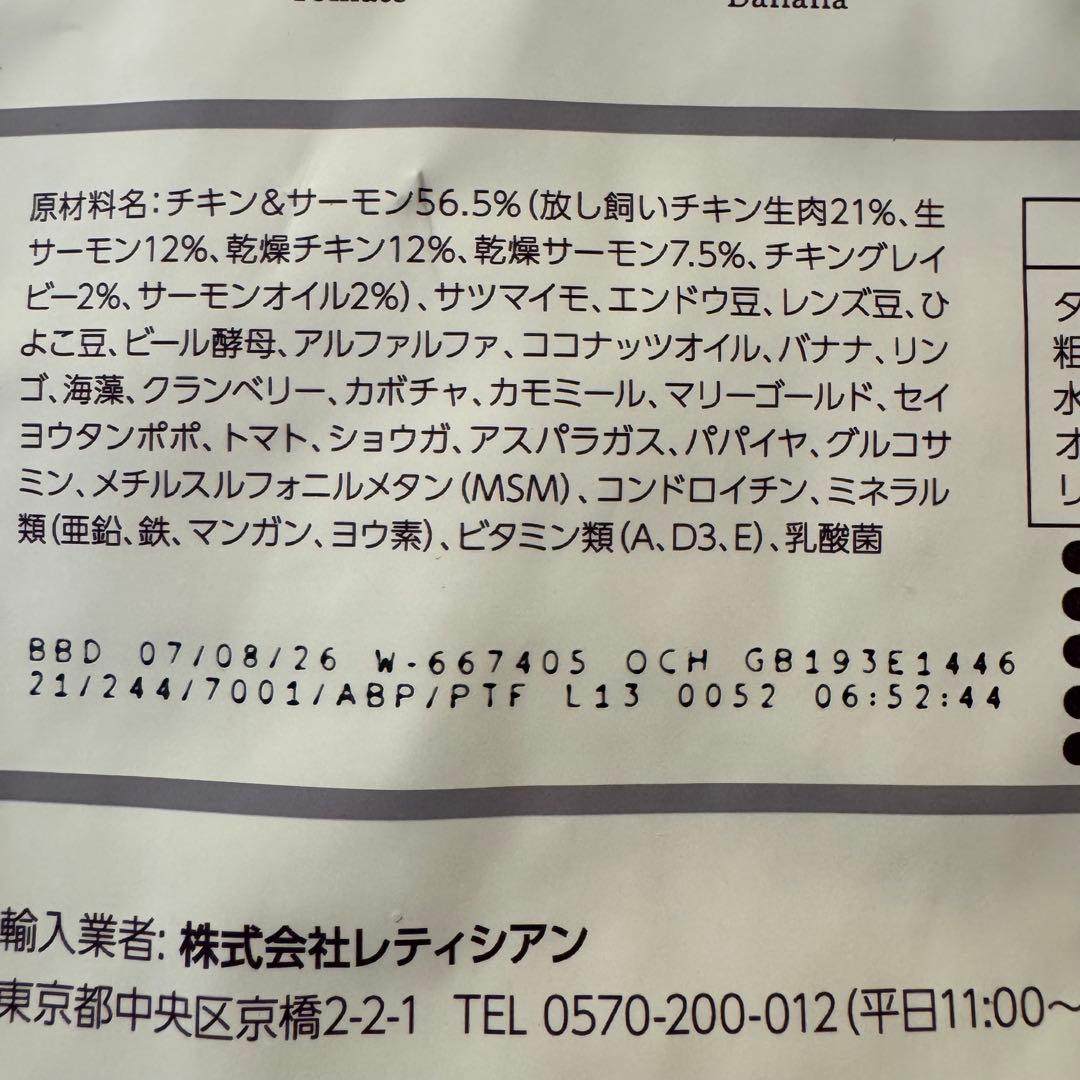 Tomato
Banana
原材料名:チキン&サーモン56.5%(放し飼いチキン生肉21%、生
サーモン12%、乾燥チキン12%、乾燥サーモン7.5%、チキングレイ
ビー2%、サーモンオイル2%)、サツマイモ、エンドウ豆、レンズ豆、ひ
よこ豆、ビール酵母、アルファルファ、ココナッツオイル、バナナ、リン
ゴ、海藻、クランベリー、カボチャ、カモミール、マリーゴールド、セイ
ヨウタンポポ、トマト、ショウガ、アスパラガス、パパイヤ、グルコサ
ミン、メチルスルフォニルメタン(MSM)、コンドロイチン、ミネラル
類(亜鉛、鉄、マンガン、ヨウ素)、ビタミン類(A、D3、E)、乳酸菌
タ
粗
水
オ
リ
BBD 07/08/26 W-667405 OCH GB193E1446
21/244/7001/ABP/PTF L13 0052 06:52:44
輸入業者: 株式会社レティシアン
東京都中央区京橋2-2-1 TEL 0570-200-012(平日11:00～